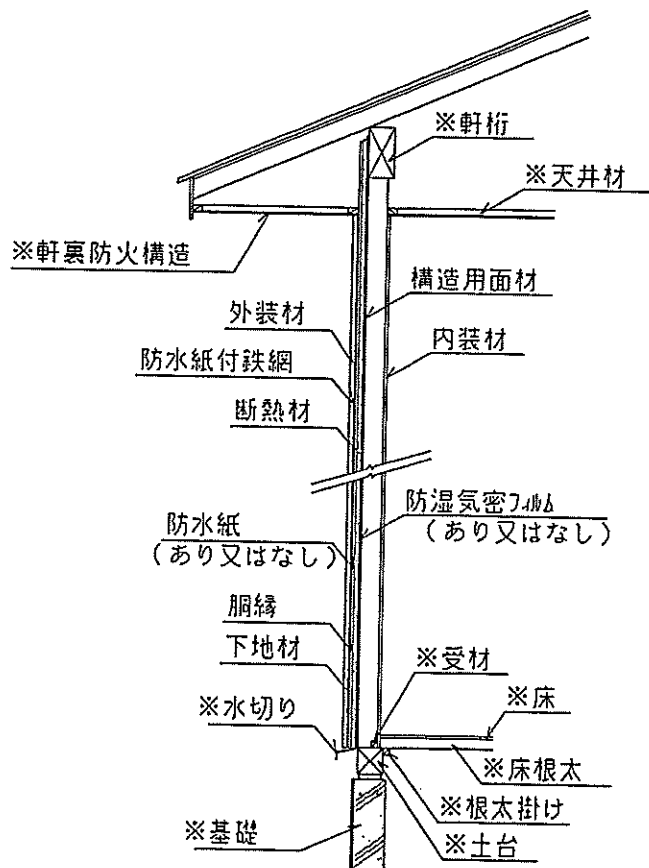 ※軒桁
※天井材
※軒裏防火構造
構造用面材
外装材
内装材
防水紙付鉄網
断熱材
防湿気密フィルム
(あり又はなし)
防水紙
(あり又はなし)
胴縁
下地材
※受材
※水切り
※床
※床根太
※根太掛け
※基礎
※土台